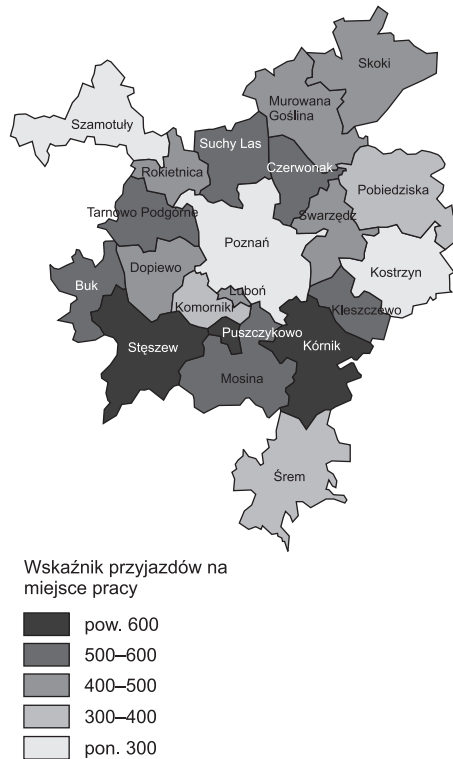 Skoki
Murowana
Goślina
Szamotuły
Suchy Las
Czerwonak
Rokietnica
Pobiedziska
Tarnowo Podgórne
Swarzędz
Poznań
Dopiewo
Kostrzyn
Buk
Luboń
Komorniki
Kleszczewo
Puszczykowo
Stęszew
Kórnik
Mosina
Śrem
Wskaźnik przyjazdów na
miejsce pracy
pow. 600
500–600
400–500
300–400
pon. 300